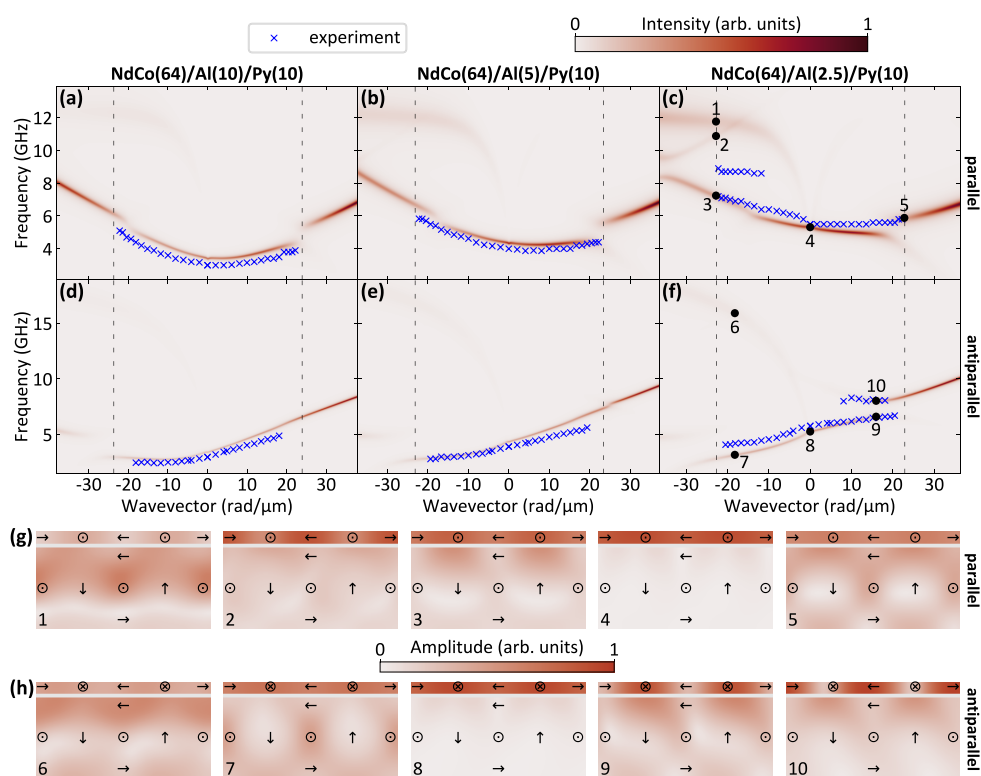 experiment
Intensity (arb. units)
0 1
NdCo(64)/Al(10)/Py(10) NdCo(64)/Al(5)/Py(10) NdCo(64)/Al(2.5)/Py(10)
(a) (b) (c)
Frequency (GHz)
12
10
8
6
4
1
2
3
4
5
parallel
(d) (e) (f)
Frequency (GHz)
15
10
5
6
7
8
9
10
antiparallel
-30 -20 -10 0 10 20 30 -30 -20 -10 0 10 20 30 -30 -20 -10 0 10 20 30
Wavevector (rad/μm) Wavevector (rad/μm) Wavevector (rad/μm)
(g)
→ ⊙ ← ⊙ → → ⊙ ← ⊙ → → ⊙ ← ⊙ → → ⊙ ← ⊙ → → ⊙ ← ⊙ →
← ← ← ← ←
⊙ ↓ ⊙ ↑ ⊙ ⊙ ↓ ⊙ ↑ ⊙ ⊙ ↓ ⊙ ↑ ⊙ ⊙ ↓ ⊙ ↑ ⊙ ⊙ ↓ ⊙ ↑ ⊙
1 → 2 → 3 → 4 → 5 →
parallel
Amplitude (arb. units)
0 1
(h)
→ ⊗ ← ⊗ → → ⊗ ← ⊗ → → ⊗ ← ⊗ → → ⊗ ← ⊗ → → ⊗ ← ⊗ →
← ← ← ← ←
⊙ ↓ ⊙ ↑ ⊙ ⊙ ↓ ⊙ ↑ ⊙ ⊙ ↓ ⊙ ↑ ⊙ ⊙ ↓ ⊙ ↑ ⊙ ⊙ ↓ ⊙ ↑ ⊙
6 → 7 → 8 → 9 → 10 →
antiparallel